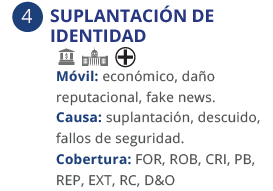 4 SUPLANTACIÓN DE
IDENTIDAD
Móvil: económico, daño
reputacional, fake news.
Causa: suplantación, descuido,
fallos de seguridad.
Cobertura: FOR, ROB, CRI, PB,
REP, EXT, RC, D&O